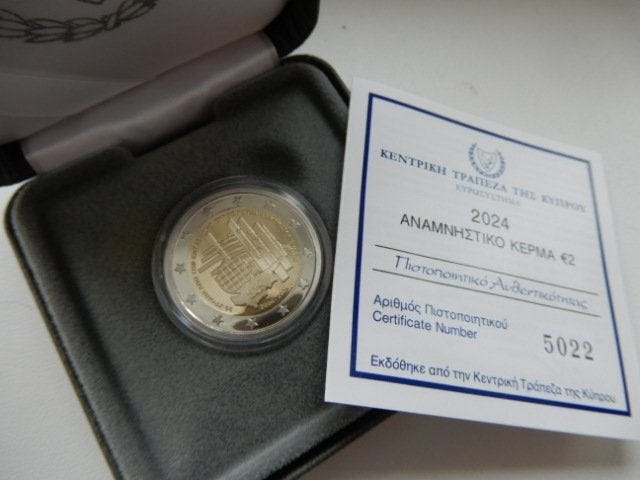 ΚΕΝΤΡΙΚΗ ΤΡΑΠΕΖΑ ΤΗΣ ΚΥΠΡΟΥ
ΕΥΡΩΣΥΣΤΗΜΑ
2024
ΑΝΑΜΝΗΣΤΙΚΟ ΚΕΡΜΑ €2
Πιστοποιητικό Αυθεντικότητας
Αριθμός Πιστοποιητικού
Certificate Number
5022
Εκδόθηκε από την Κεντρική Τράπεζα της Κύπρου